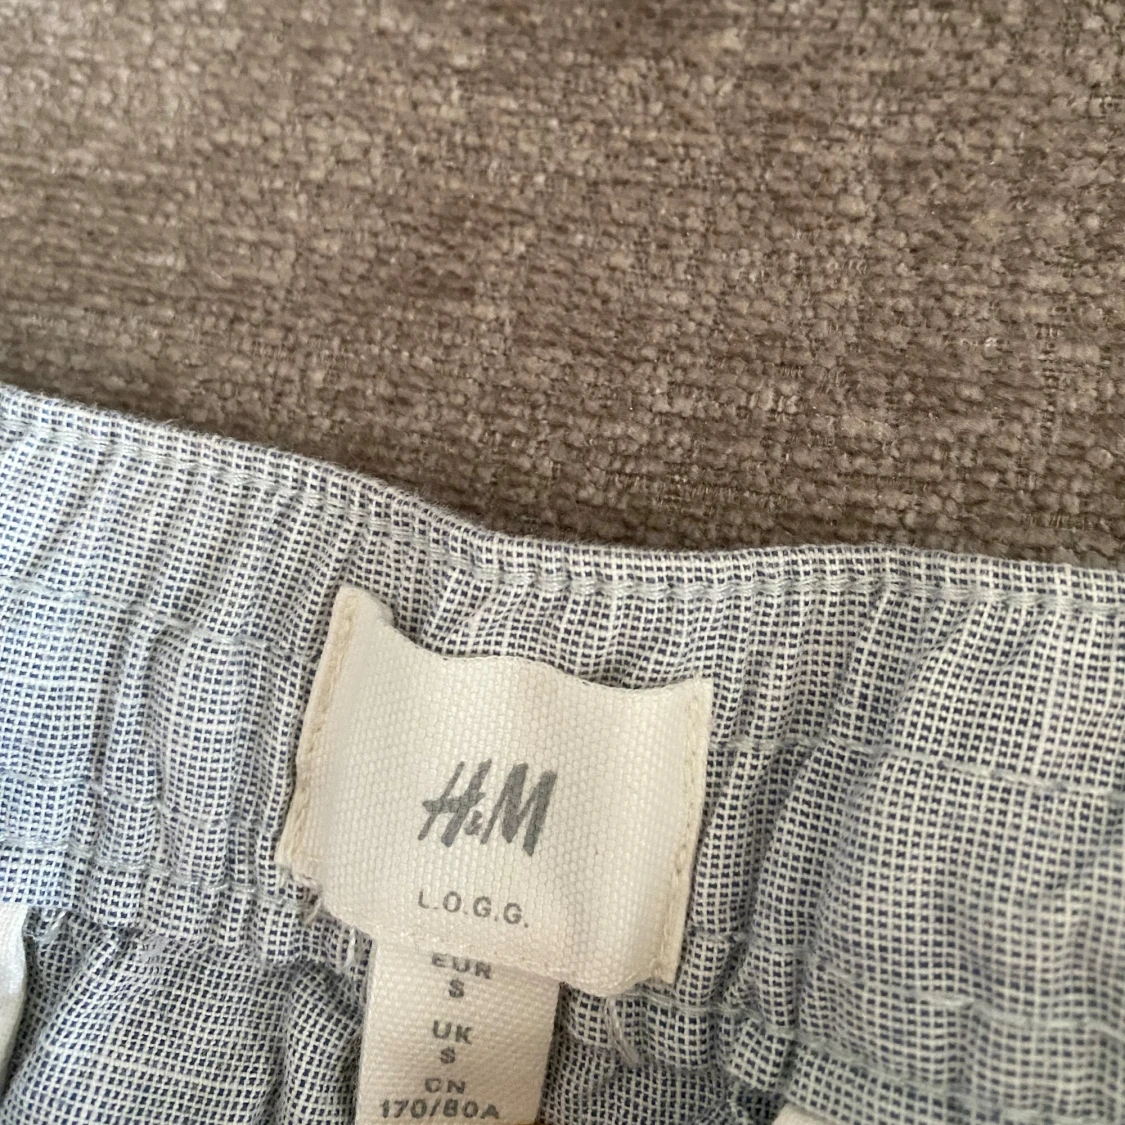 H&M
L.O.G.G.
EUR
S
UK
S
CN
170/80A